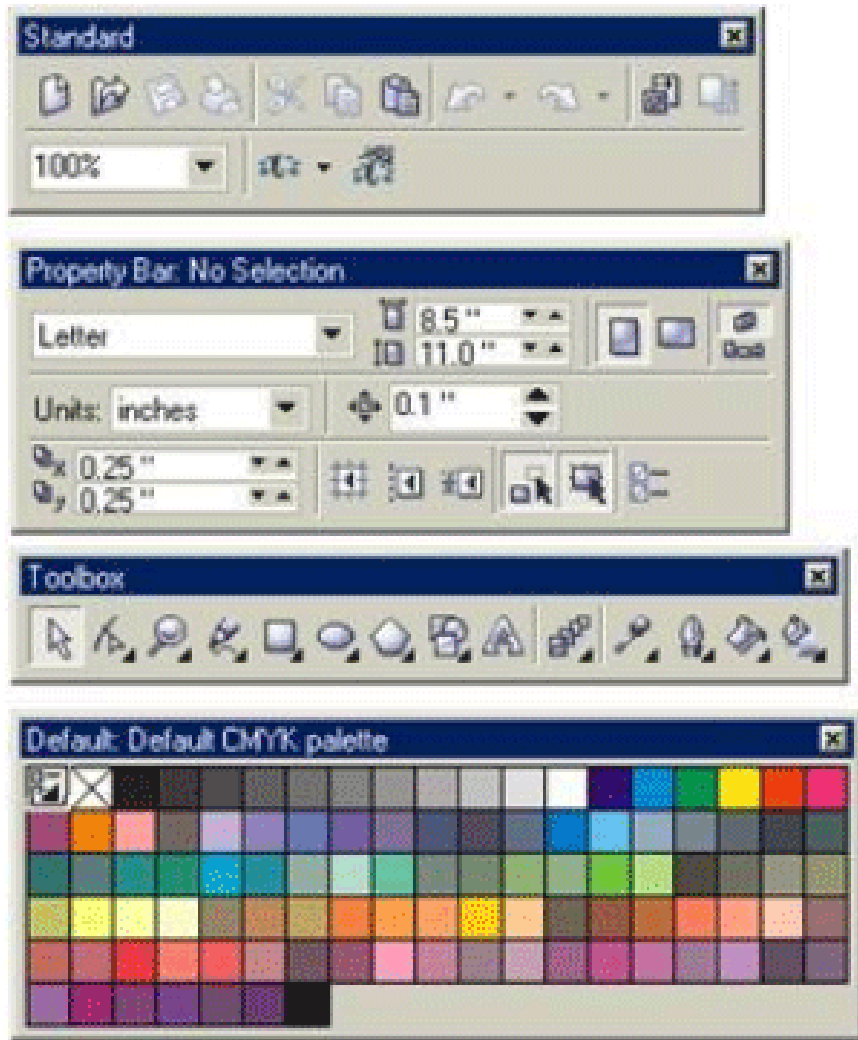 Standard
100%
Property Bar: No Selection
Letter
8.5 "
11.0 "
Units: inches
0.1 "
x 0.25 "
y 0.25 "
Toolbox
Default: Default CMYK palette